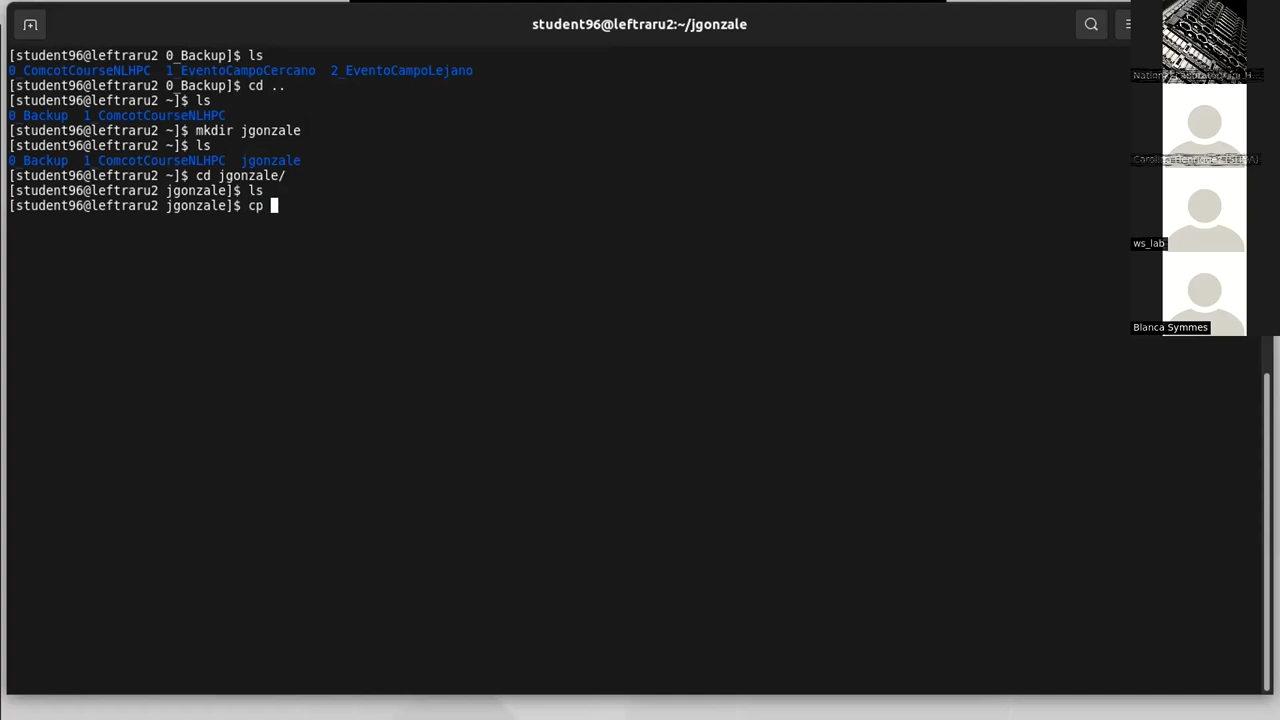 student96@leftraru2:~/jgonzale
[student96@leftraru2 0_Backup]$ ls
0_ComcotCourseNLHPC  1_EventoCampoCercano  2_EventoCampoLejano
[student96@leftraru2 0_Backup]$ cd ..
[student96@leftraru2 ~]$ ls
0_Backup  1_ComcotCourseNLHPC
[student96@leftraru2 ~]$ mkdir jgonzale
[student96@leftraru2 ~]$ ls
0_Backup  1_ComcotCourseNLHPC  jgonzale
[student96@leftraru2 ~]$ cd jgonzale/
[student96@leftraru2 jgonzale]$ ls
[student96@leftraru2 jgonzale]$ cp
ws_lab
Blanca Symmes